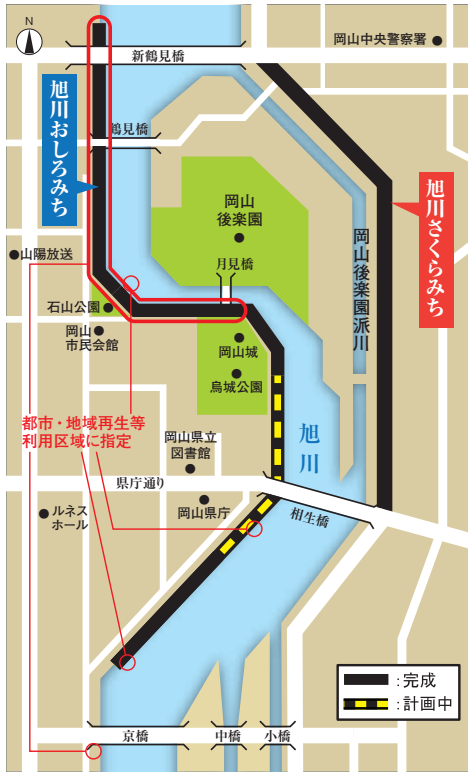 N
岡山中央警察署
新鶴見橋
旭川おしろみち
鶴見橋
旭川さくらみち
岡山
後楽園
岡山後楽園派川
山陽放送
月見橋
石山公園
岡山
市民会館
岡山城
烏城公園
都市・地域再生等
利用区域に指定
旭川
岡山県立
図書館
県庁通り
岡山県庁
相生橋
ルネス
ホール
:完成
:計画中
京橋
中橋
小橋